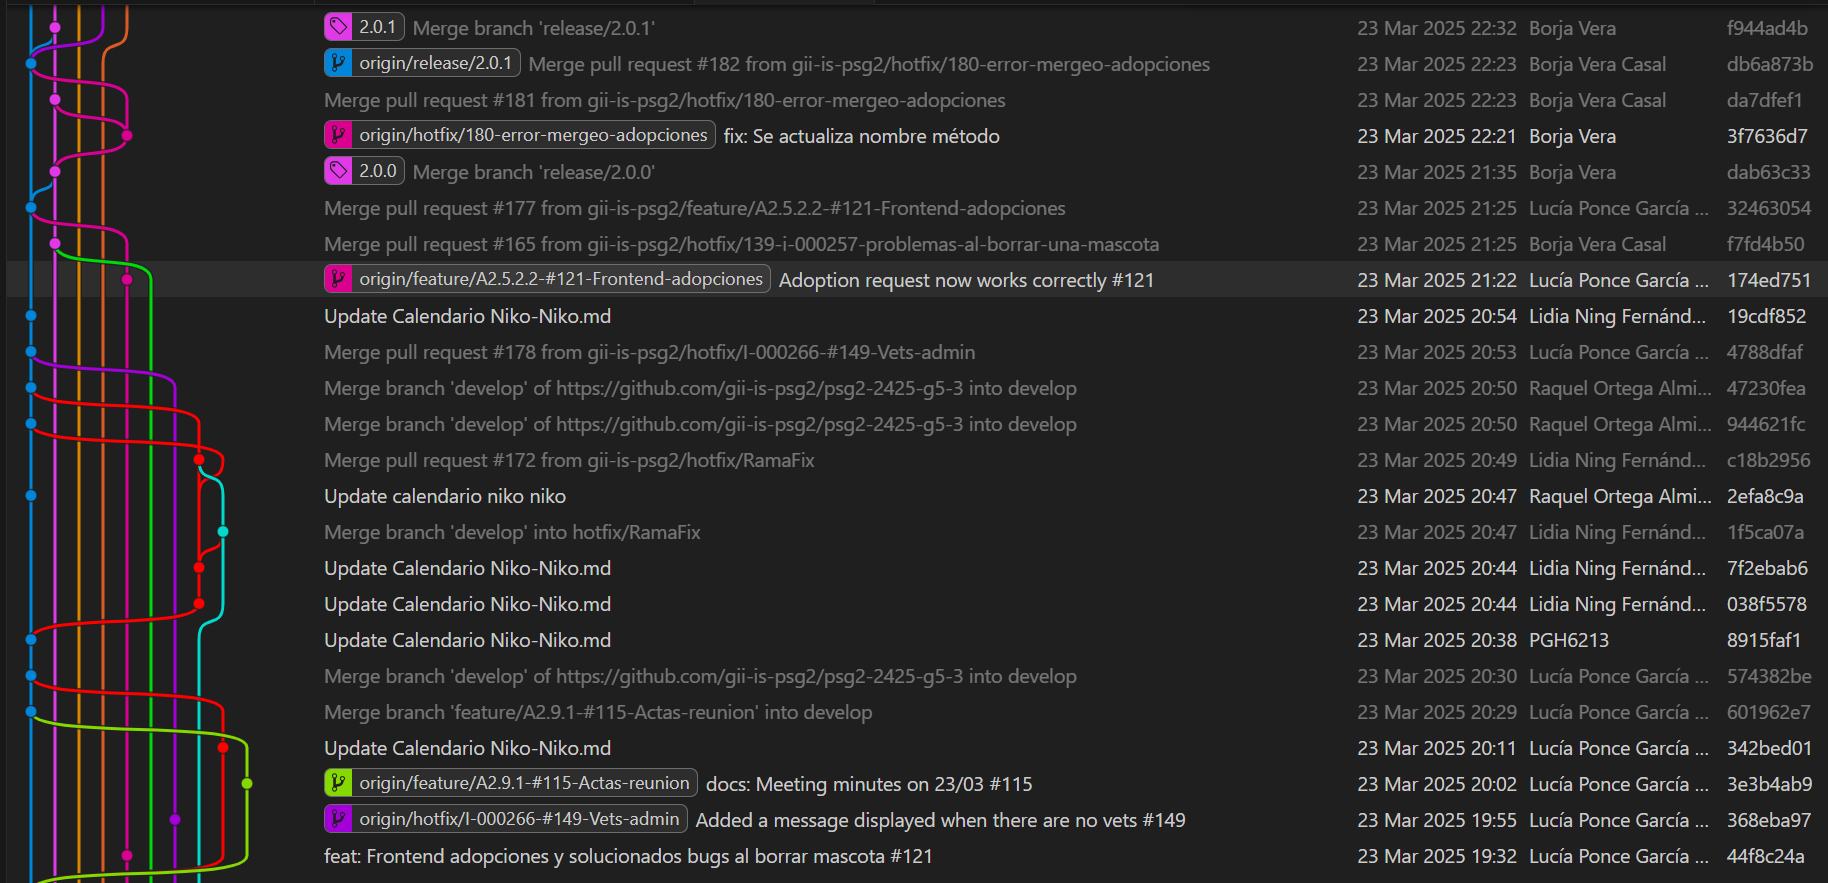 2.0.1 Merge branch 'release/2.0.1' 23 Mar 2025 22:32 Borja Vera f944ad4b
origin/release/2.0.1 Merge pull request #182 from gii-is-psg2/hotfix/180-error-mergeo-adopciones 23 Mar 2025 22:23 Borja Vera Casal db6a873b
Merge pull request #181 from gii-is-psg2/hotfix/180-error-mergeo-adopciones 23 Mar 2025 22:23 Borja Vera Casal da7dfef1
origin/hotfix/180-error-mergeo-adopciones fix: Se actualiza nombre método 23 Mar 2025 22:21 Borja Vera 3f7636d7
2.0.0 Merge branch 'release/2.0.0' 23 Mar 2025 21:35 Borja Vera dab63c33
Merge pull request #177 from gii-is-psg2/feature/A2.5.2.2-#121-Frontend-adopciones 23 Mar 2025 21:25 Lucía Ponce García ... 32463054
Merge pull request #165 from gii-is-psg2/hotfix/139-i-000257-problemas-al-borrar-una-mascota 23 Mar 2025 21:25 Borja Vera Casal f7fd4b50
origin/feature/A2.5.2.2-#121-Frontend-adopciones Adoption request now works correctly #121 23 Mar 2025 21:22 Lucía Ponce García ... 174ed751
Update Calendario Niko-Niko.md 23 Mar 2025 20:54 Lidia Ning Fernánd... 19cdf852
Merge pull request #178 from gii-is-psg2/hotfix/I-000266-#149-Vets-admin 23 Mar 2025 20:53 Lucía Ponce García ... 4788dfaf
Merge branch 'develop' of https://github.com/gii-is-psg2/psg2-2425-g5-3 into develop 23 Mar 2025 20:50 Raquel Ortega Almi... 47230fea
Merge branch 'develop' of https://github.com/gii-is-psg2/psg2-2425-g5-3 into develop 23 Mar 2025 20:50 Raquel Ortega Almi... 944621fc
Merge pull request #172 from gii-is-psg2/hotfix/RamaFix 23 Mar 2025 20:49 Lidia Ning Fernánd... c18b2956
Update calendario niko niko 23 Mar 2025 20:47 Raquel Ortega Almi... 2efa8c9a
Merge branch 'develop' into hotfix/RamaFix 23 Mar 2025 20:47 Lidia Ning Fernánd... 1f5ca07a
Update Calendario Niko-Niko.md 23 Mar 2025 20:44 Lidia Ning Fernánd... 7f2ebab6
Update Calendario Niko-Niko.md 23 Mar 2025 20:44 Lidia Ning Fernánd... 038f5578
Update Calendario Niko-Niko.md 23 Mar 2025 20:38 PGH6213 8915faf1
Merge branch 'develop' of https://github.com/gii-is-psg2/psg2-2425-g5-3 into develop 23 Mar 2025 20:30 Lucía Ponce García ... 574382be
Merge branch 'feature/A2.9.1-#115-Actas-reunion' into develop 23 Mar 2025 20:29 Lucía Ponce García ... 601962e7
Update Calendario Niko-Niko.md 23 Mar 2025 20:11 Lucía Ponce García ... 342bed01
origin/feature/A2.9.1-#115-Actas-reunion docs: Meeting minutes on 23/03 #115 23 Mar 2025 20:02 Lucía Ponce García ... 3e3b4ab9
origin/hotfix/I-000266-#149-Vets-admin Added a message displayed when there are no vets #149 23 Mar 2025 19:55 Lucía Ponce García ... 368eba97
feat: Frontend adopciones y solucionados bugs al borrar mascota #121 23 Mar 2025 19:32 Lucía Ponce García ... 44f8c24a